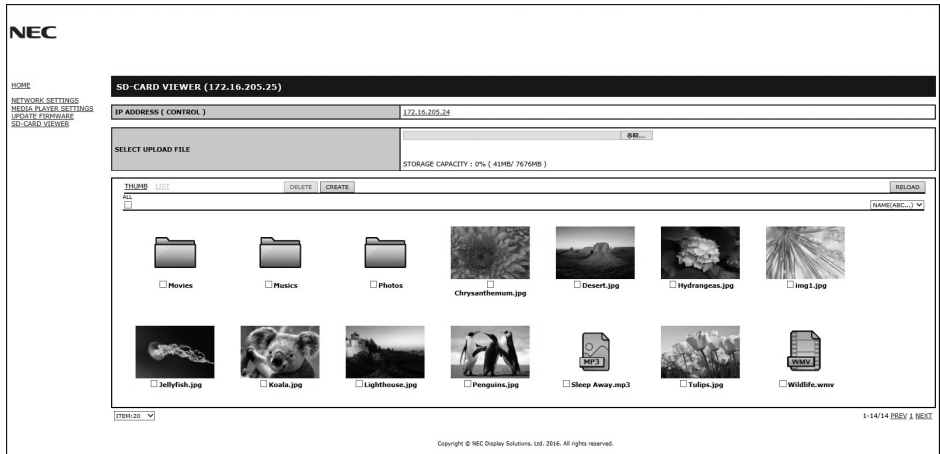 NEC
HOME
NETWORK SETTINGS
MEDIA PLAYER SETTINGS
UPDATE FIRMWARE
SD-CARD VIEWER
SD-CARD VIEWER (172.16.205.25)
IP ADDRESS ( CONTROL ) 172.16.205.24
SELECT UPLOAD FILE
参照...
STORAGE CAPACITY : 0% ( 41MB/ 7676MB )
THUMB LIST DELETE CREATE RELOAD
ALL
NAME(ABC...)
Movies Musics Photos Chrysanthemum.jpg Desert.jpg Hydrangeas.jpg img1.jpg
MP3 WMV
Jellyfish.jpg Koala.jpg Lighthouse.jpg Penguins.jpg Sleep Away.mp3 Tulips.jpg Wildlife.wmv
ITEM:20 1-14/14 PREV 1 NEXT
Copyright © NEC Display Solutions. Ltd. 2016. All rights reserved.